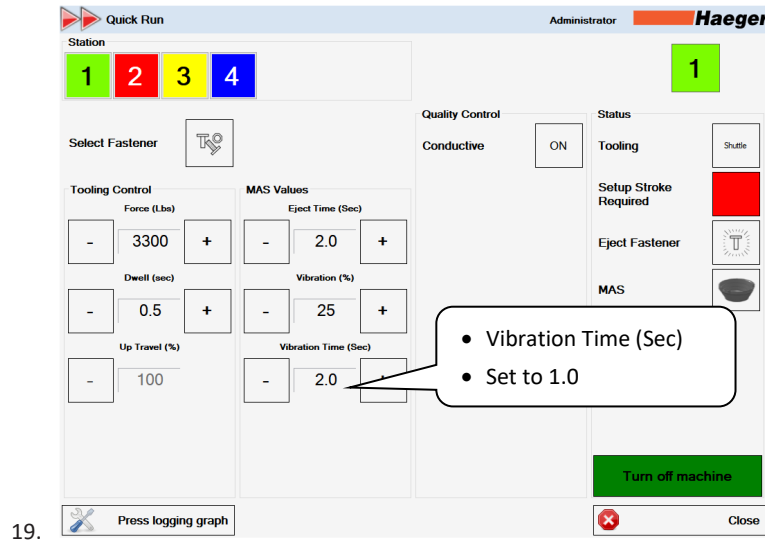 Quick Run
Administrator
Haeger
Station
1 2 3 4
1
Select Fastener
Quality Control
Conductive ON
Status
Tooling Shuttle
Setup Stroke
Required
Eject Fastener
MAS
Tooling Control
Force (Lbs)
- 3300 +
Dwell (sec)
- 0.5 +
Up Travel (%)
- 100
MAS Values
Eject Time (Sec)
- 2.0 +
Vibration (%)
- 25 +
Vibration Time (Sec)
- 2.0
• Vibration Time (Sec)
• Set to 1.0
Turn off machine
19.
Press logging graph
Close